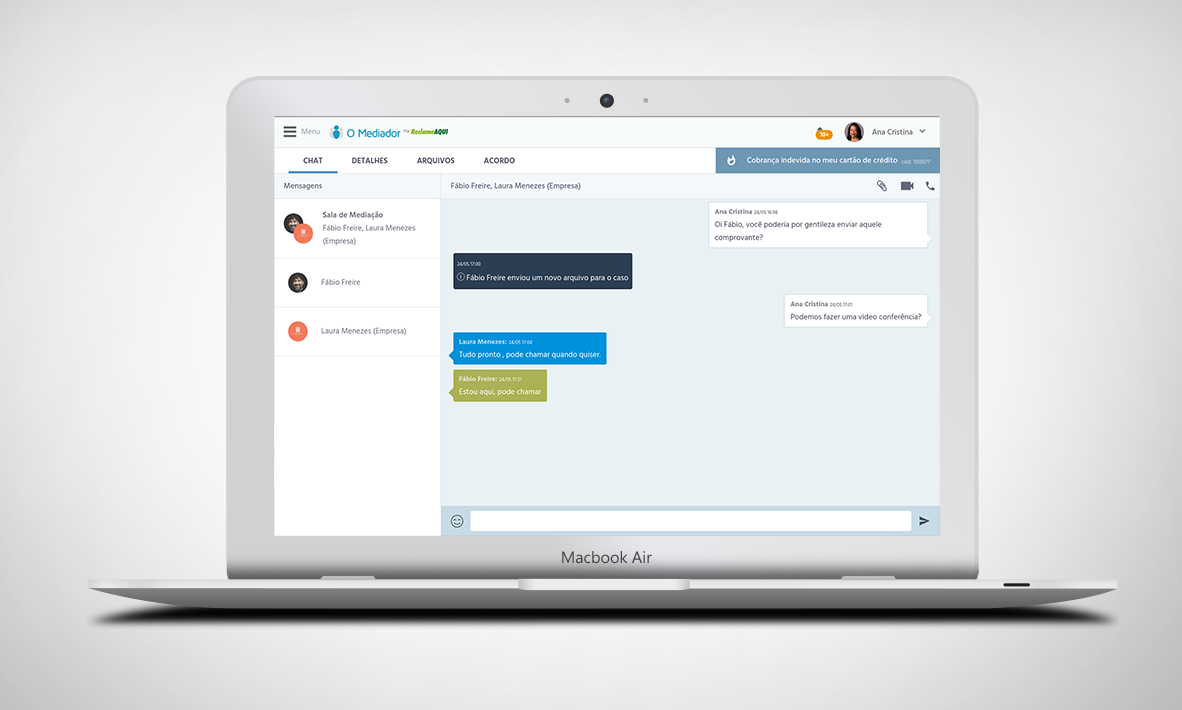 Menu
O Mediador Por ReclameAQUI
10+
Ana Cristina
CHAT DETALHES ARQUIVOS ACORDO
Cobrança indevida no meu cartão de crédito cód. 100077
Mensagens
Fábio Freire, Laura Menezes (Empresa)
Sala de Mediação
Fábio Freire, Laura Menezes
(Empresa)
Fábio Freire
Laura Menezes (Empresa)
Ana Cristina 24/05 16:56
Oi Fábio, você poderia por gentileza enviar aquele
comprovante?
24/05 17:00
Fábio Freire enviou um novo arquivo para o caso
Ana Cristina 24/05 17:01
Podemos fazer uma video conferência?
Laura Menezes: 24/05 17:04
Tudo pronto , pode chamar quando quiser.
Fábio Freire: 24/05 17:37
Estou aqui, pode chamar
Macbook Air